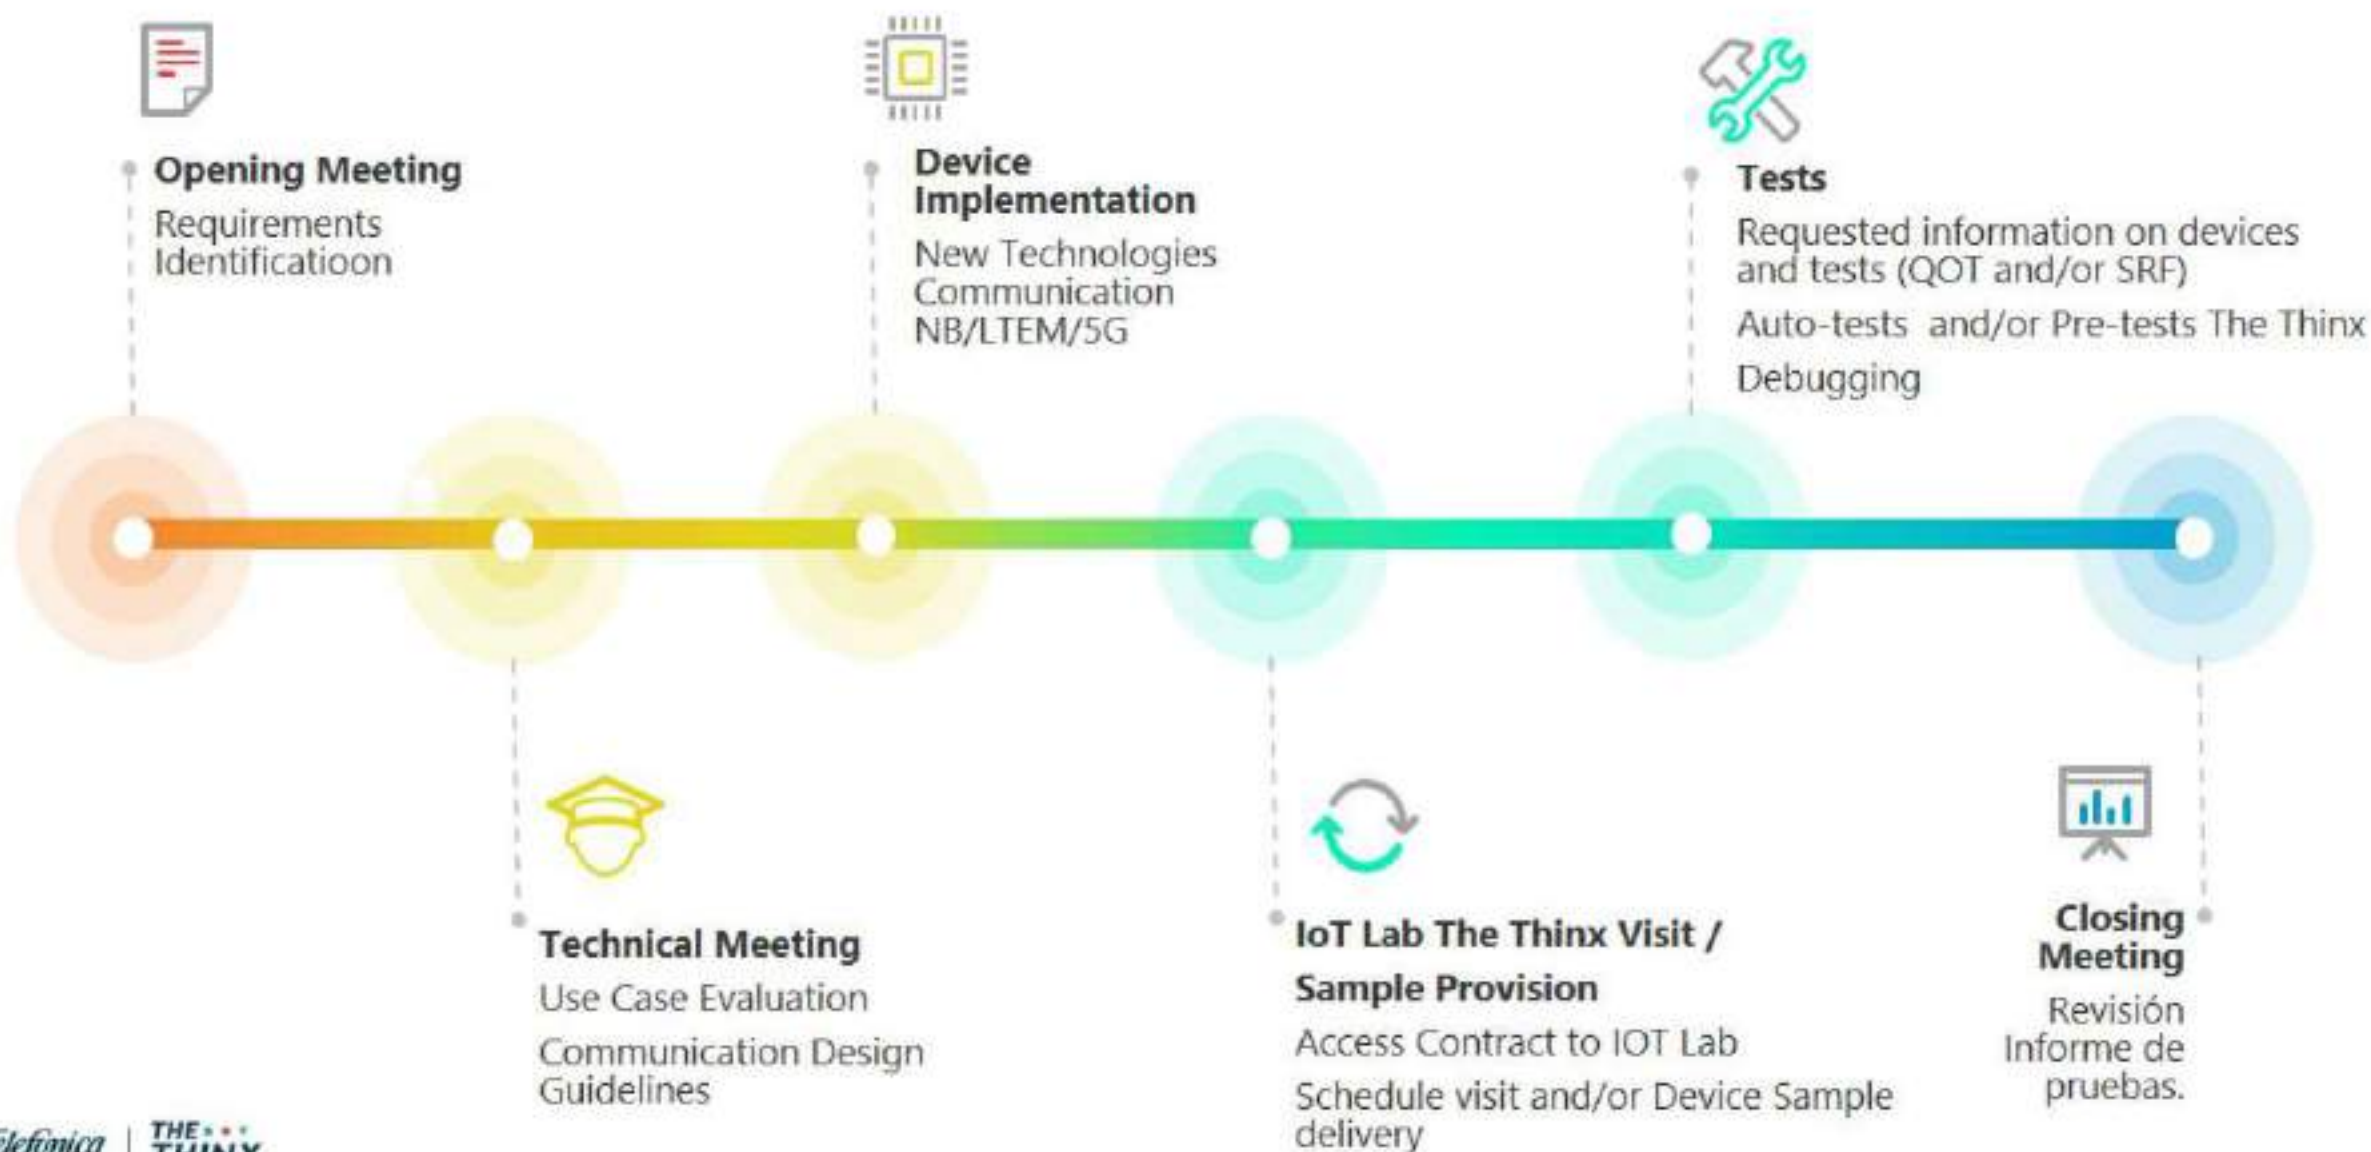 Opening Meeting
Requirements
Identificatioon
Device
Implementation
New Technologies
Communication
NB/LTEM/5G
Tests
Requested information on devices
and tests (QOT and/or SRF)
Auto-tests and/or Pre-tests The Thinx
Debugging
Technical Meeting
Use Case Evaluation
Communication Design
Guidelines
IoT Lab The Thinx Visit /
Sample Provision
Access Contract to IOT Lab
Schedule visit and/or Device Sample
delivery
Closing
Meeting
Revisión
Informe de
pruebas.
THE
THINX